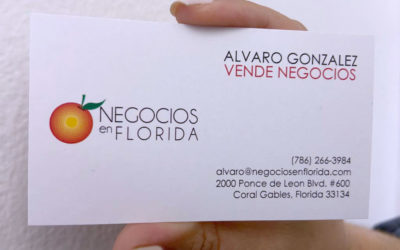 ALVARO GONZALEZ
VENDE NEGOCIOS
NEGOCIOS
en FLORIDA
(786) 266-3984
alvaro@negociosenflorida.com
2000 Ponce de Leon Blvd. #600
Coral Gables, Florida 33134